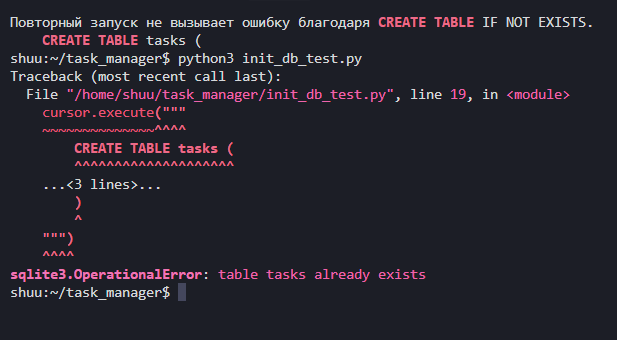 Повторный запуск не вызывает ошибку благодаря CREATE TABLE IF NOT EXISTS.
    CREATE TABLE tasks (
shuu:~/task_manager$ python3 init_db_test.py
Traceback (most recent call last):
  File "/home/shuu/task_manager/init_db_test.py", line 19, in <module>
    cursor.execute("""
    ~~~~~~~~~~~~~~^^^^
        CREATE TABLE tasks (
        ^^^^^^^^^^^^^^^^^^^^
    ...<3 lines>...
        )
        ^
    """)
    ^^^^
sqlite3.OperationalError: table tasks already exists
shuu:~/task_manager$